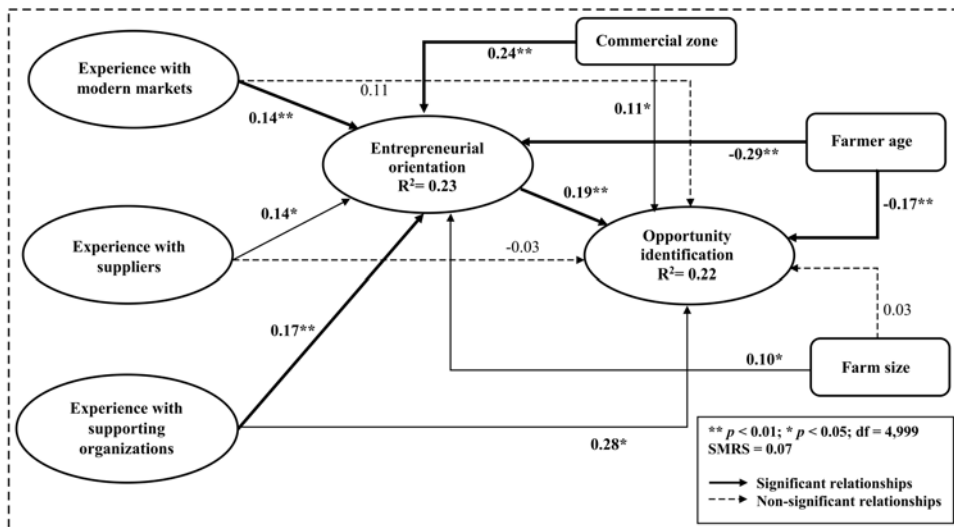 Commercial zone
0.24**
Experience with
modern markets
0.11
0.14**
0.11*
Entrepreneurial
orientation
R²= 0.23
-0.29**
Farmer age
0.19**
-0.17**
0.14*
Experience with
suppliers
-0.03
Opportunity
identification
R²= 0.22
0.17**
0.03
0.10*
Farm size
Experience with
supporting
organizations
0.28*
** p < 0.01; * p < 0.05; df = 4,999
SMRS = 0.07
Significant relationships
Non-significant relationships